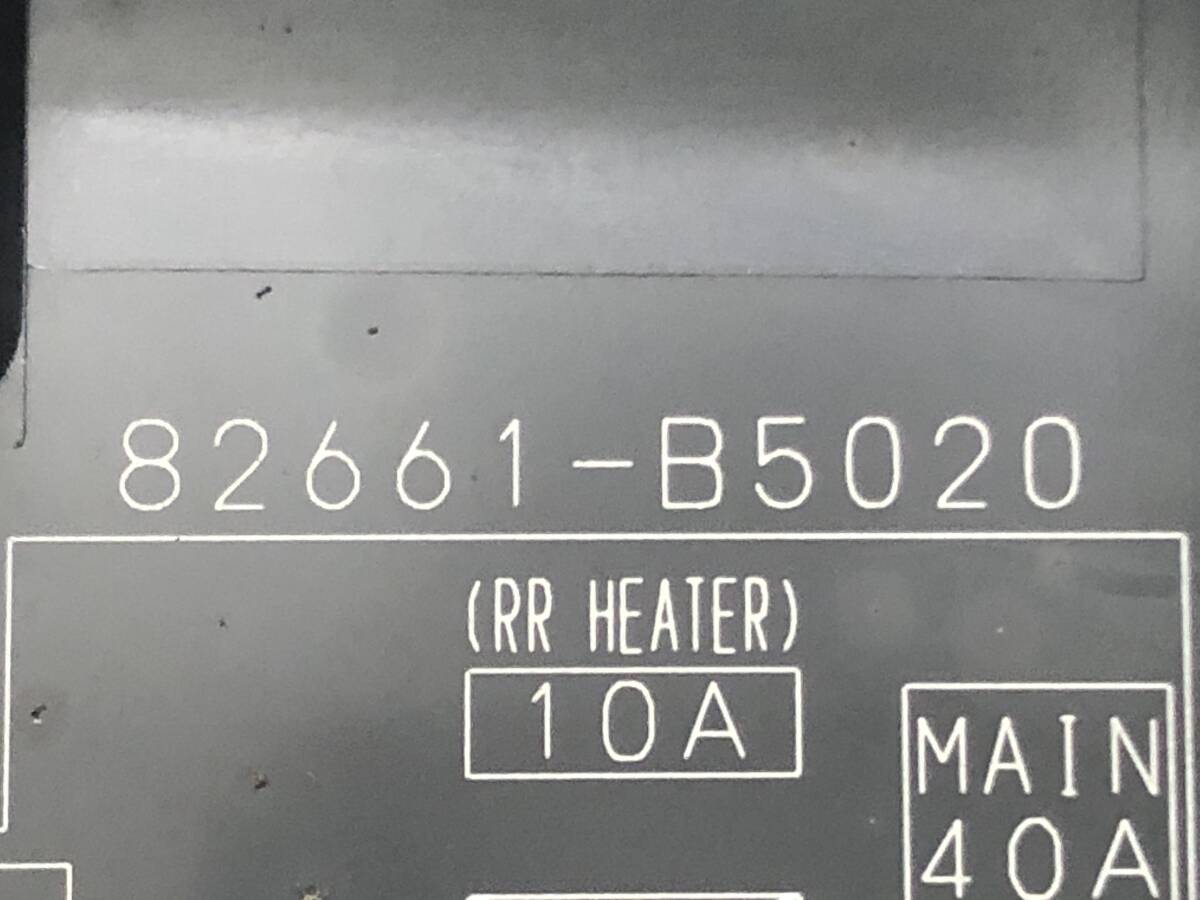 82661-B5020
(RR HEATER)
10A
MAIN
40A